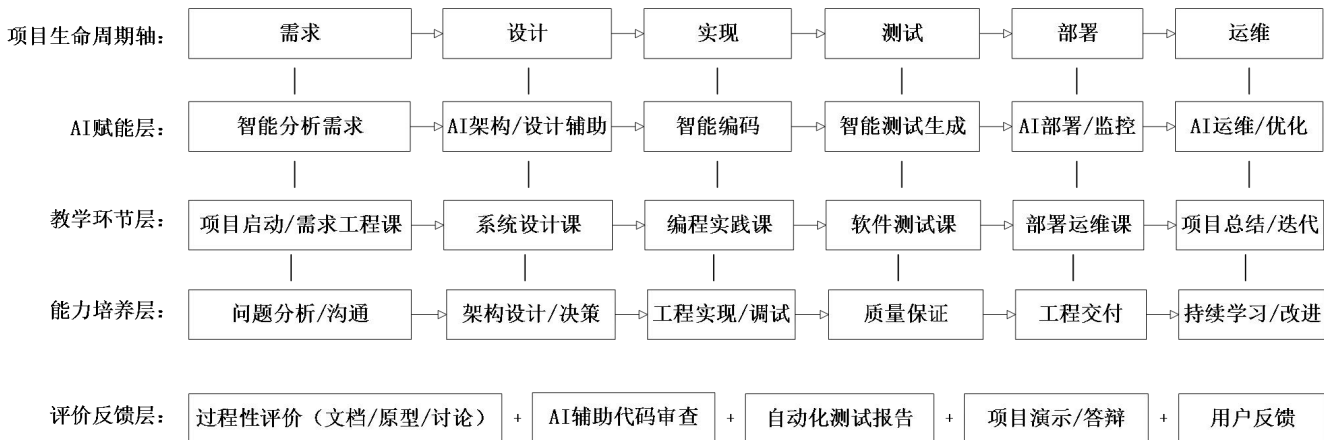 项目生命周期轴： 需求 设计 实现 测试 部署 运维
AI赋能层： 智能分析需求 AI架构/设计辅助 智能编码 智能测试生成 AI部署/监控 AI运维/优化
教学环节层： 项目启动/需求工程课 系统设计课 编程实践课 软件测试课 部署运维课 项目总结/迭代
能力培养层： 问题分析/沟通 架构设计/决策 工程实现/调试 质量保证 工程交付 持续学习/改进
评价反馈层： 过程性评价（文档/原型/讨论） + AI辅助代码审查 + 自动化测试报告 + 项目演示/答辩 + 用户反馈